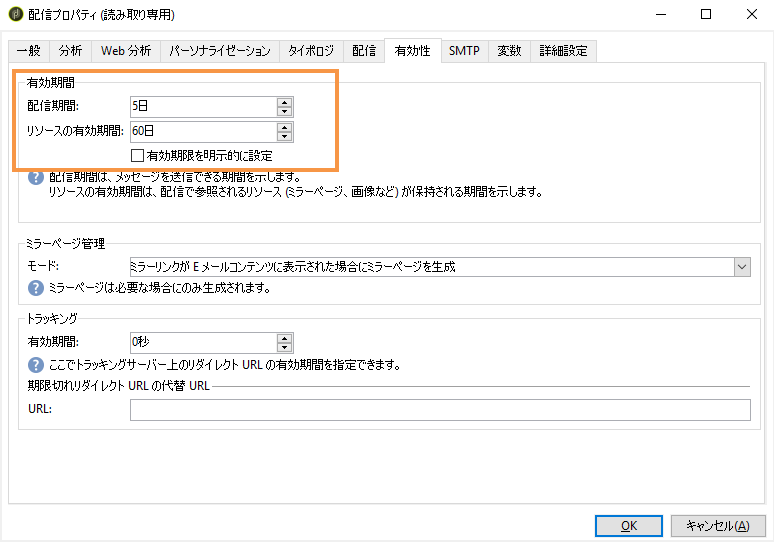 配信プロパティ (読み取り専用)
一般 分析 Web 分析 パーソナライゼーション タイポロジ 配信 有効性 SMTP 変数 詳細設定
有効期間
配信期間: 5日
リソースの有効期間: 60日
有効期限を明示的に設定
配信期間は、メッセージを送信できる期間を示します。
リソースの有効期間は、配信で参照されるリソース (ミラーページ、画像など) が保持される期間を示します。
ミラーページ管理
モード: ミラーリンクが E メールコンテンツに表示された場合にミラーページを生成
ミラーページは必要な場合にのみ生成されます。
トラッキング
有効期間: 0秒
ここでトラッキングサーバー上のリダイレクト URL の有効期間を指定できます。
期限切れリダイレクト URL の代替 URL
URL:
OK キャンセル(A)